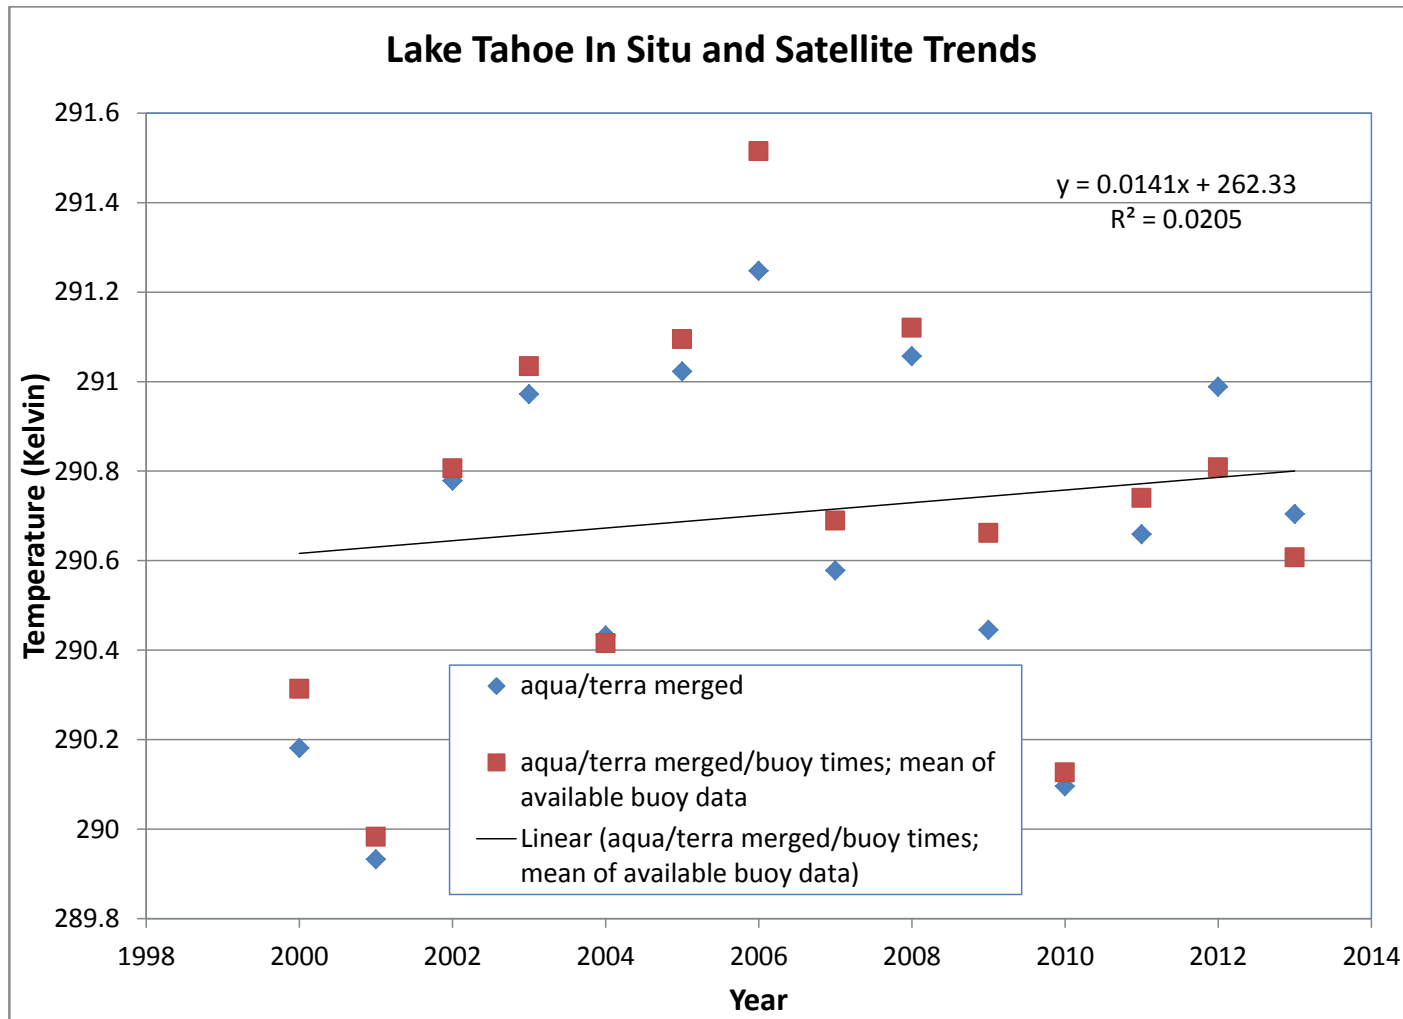 Lake Tahoe In Situ and Satellite Trends
291.6
291.4
291.2
291
290.8
290.6
290.4
290.2
290
289.8
Temperature (Kelvin)
y = 0.0141x + 262.33
R² = 0.0205
aqua/terra merged
aqua/terra merged/buoy times; mean of
available buoy data
Linear (aqua/terra merged/buoy times;
mean of available buoy data)
1998 2000 2002 2004 2006 2008 2010 2012 2014
Year